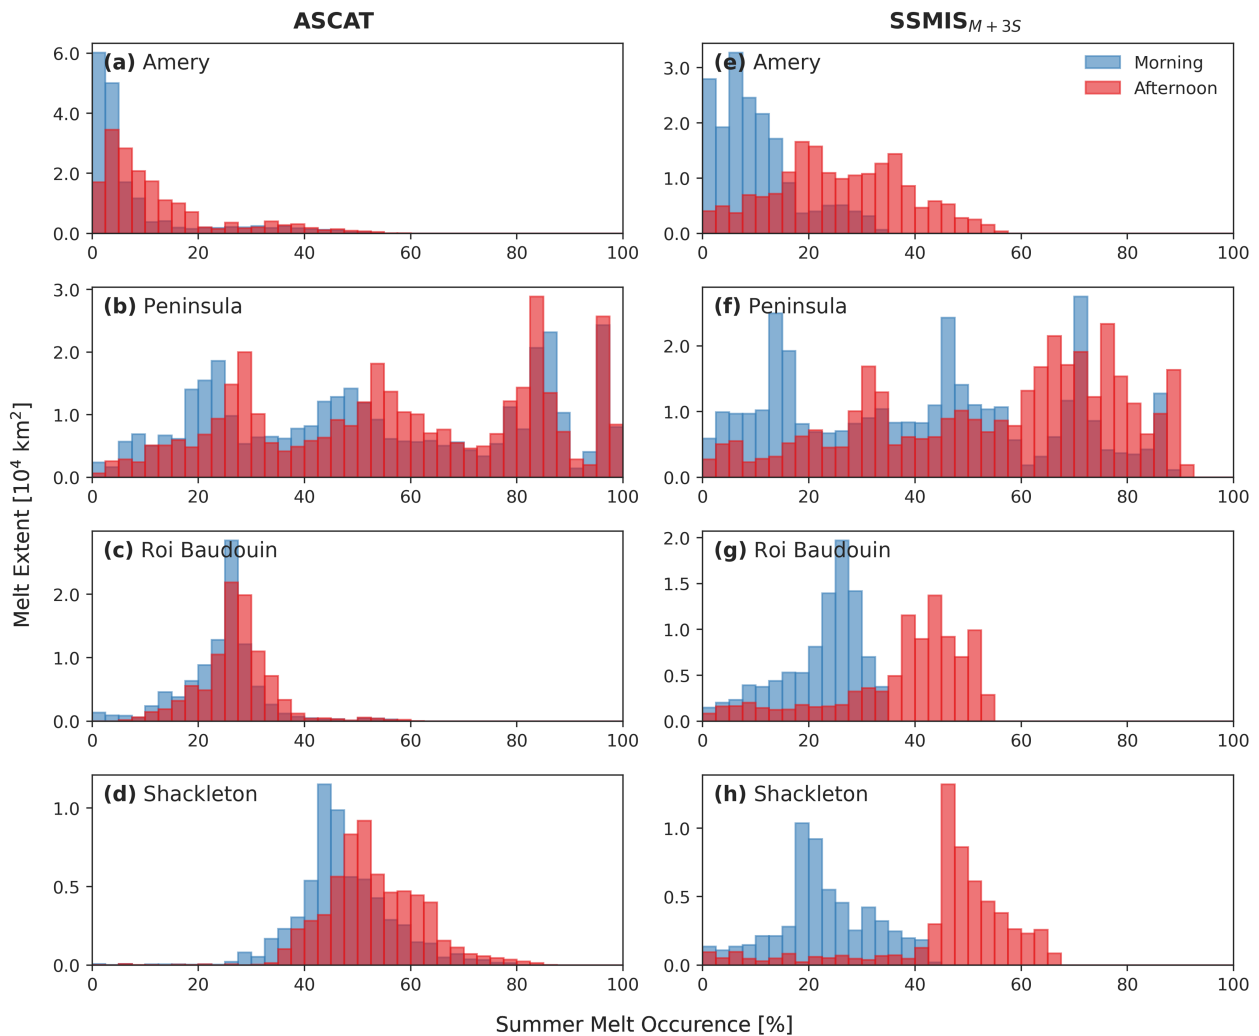 ASCAT
SSMIS_{M+3S}
(a) Amery
6.0
4.0
2.0
0.0
0 20 40 60 80 100
(e) Amery
Morning
Afternoon
3.0
2.0
1.0
0.0
0 20 40 60 80 100
(b) Peninsula
3.0
2.0
1.0
0.0
0 20 40 60 80 100
(f) Peninsula
2.0
1.0
0.0
0 20 40 60 80 100
Melt Extent [10^4 km^2]
(c) Roi Baudouin
2.0
1.0
0.0
0 20 40 60 80 100
(g) Roi Baudouin
2.0
1.5
1.0
0.5
0.0
0 20 40 60 80 100
(d) Shackleton
1.0
0.5
0.0
0 20 40 60 80 100
(h) Shackleton
1.0
0.5
0.0
0 20 40 60 80 100
Summer Melt Occurence [%]